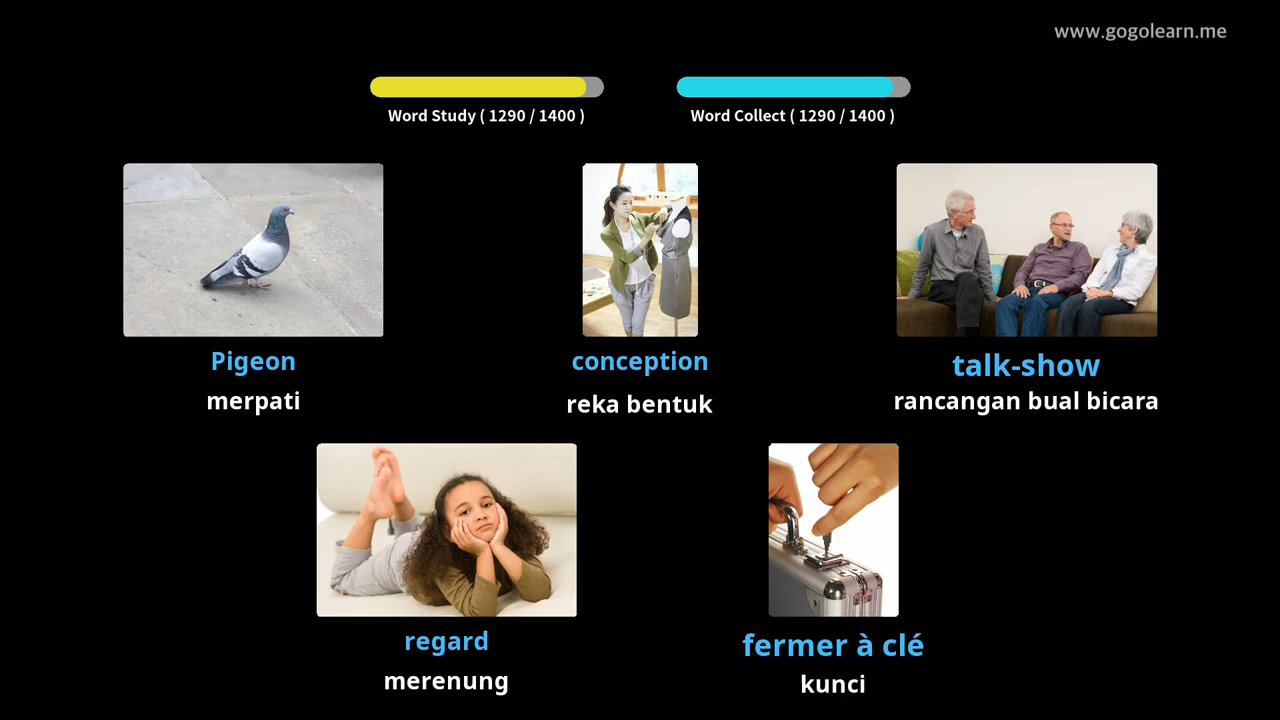 www.gogolearn.me
Word Study ( 1290 / 1400 )
Word Collect ( 1290 / 1400 )
Pigeon
merpati
conception
reka bentuk
talk-show
rancangan bual bicara
regard
merenung
fermer à clé
kunci